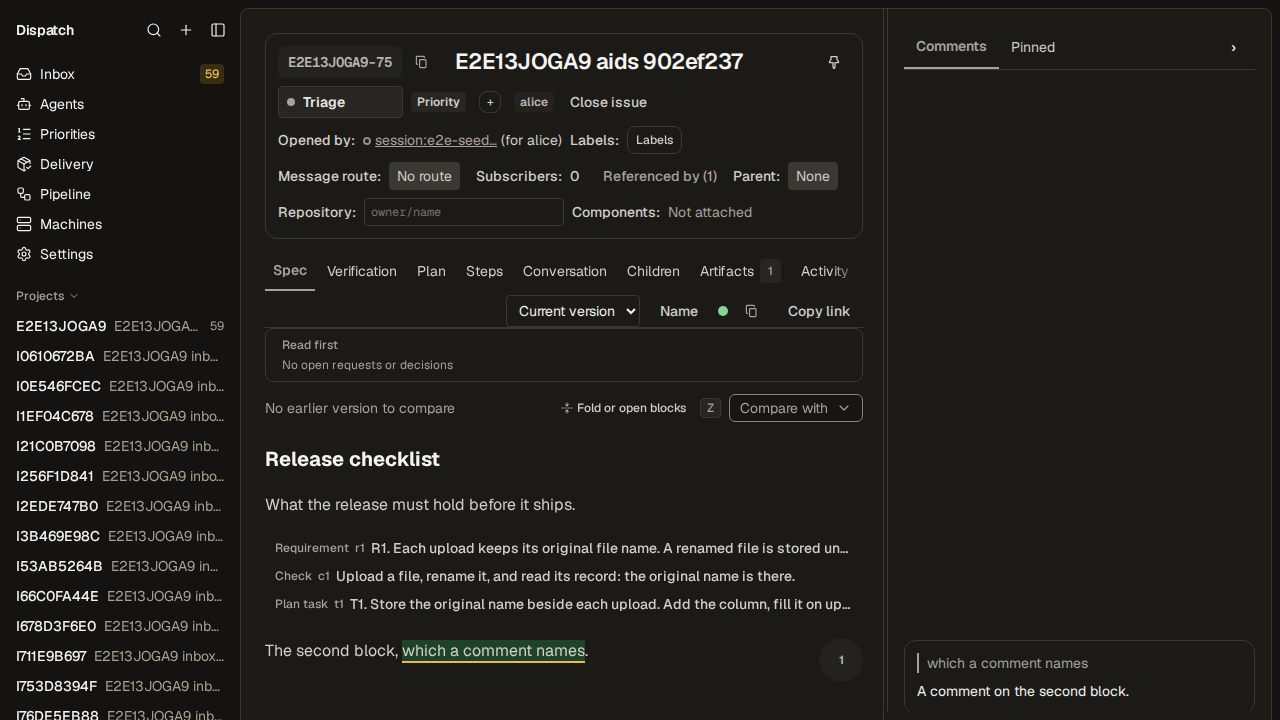 Dispatch
Inbox 59
Agents
Priorities
Delivery
Pipeline
Machines
Settings
Projects
E2E13JOGA9 E2E13JOGA... 59
I0610672BA E2E13JOGA9 inb...
I0E546FCEC E2E13JOGA9 inb...
I1EF04C678 E2E13JOGA9 inbo...
I21C0B7098 E2E13JOGA9 inb...
I256F1D841 E2E13JOGA9 inbo...
I2EDE747B0 E2E13JOGA9 inb...
I3B469E98C E2E13JOGA9 inb...
I53AB5264B E2E13JOGA9 in...
I66C0FA44E E2E13JOGA9 inb...
I678D3F6E0 E2E13JOGA9 inb...
I711E9B697 E2E13JOGA9 inbox...
I753D8394F E2E13JOGA9 inb...
I76DE5EB88 E2E13JOGA9 inb...
E2E13JOGA9-75 E2E13JOGA9 aids 902ef237
Triage Priority + alice Close issue
Opened by: session:e2e-seed... (for alice) Labels: Labels
Message route: No route Subscribers: 0 Referenced by (1) Parent: None
Repository: owner/name Components: Not attached
Spec Verification Plan Steps Conversation Children Artifacts 1 Activity
Current version Name Copy link
Read first
No open requests or decisions
No earlier version to compare Fold or open blocks Z Compare with
Release checklist
What the release must hold before it ships.
Requirement r1 R1. Each upload keeps its original file name. A renamed file is stored un...
Check c1 Upload a file, rename it, and read its record: the original name is there.
Plan task t1 T1. Store the original name beside each upload. Add the column, fill it on up...
The second block, which a comment names.
1
Comments Pinned
which a comment names
A comment on the second block.